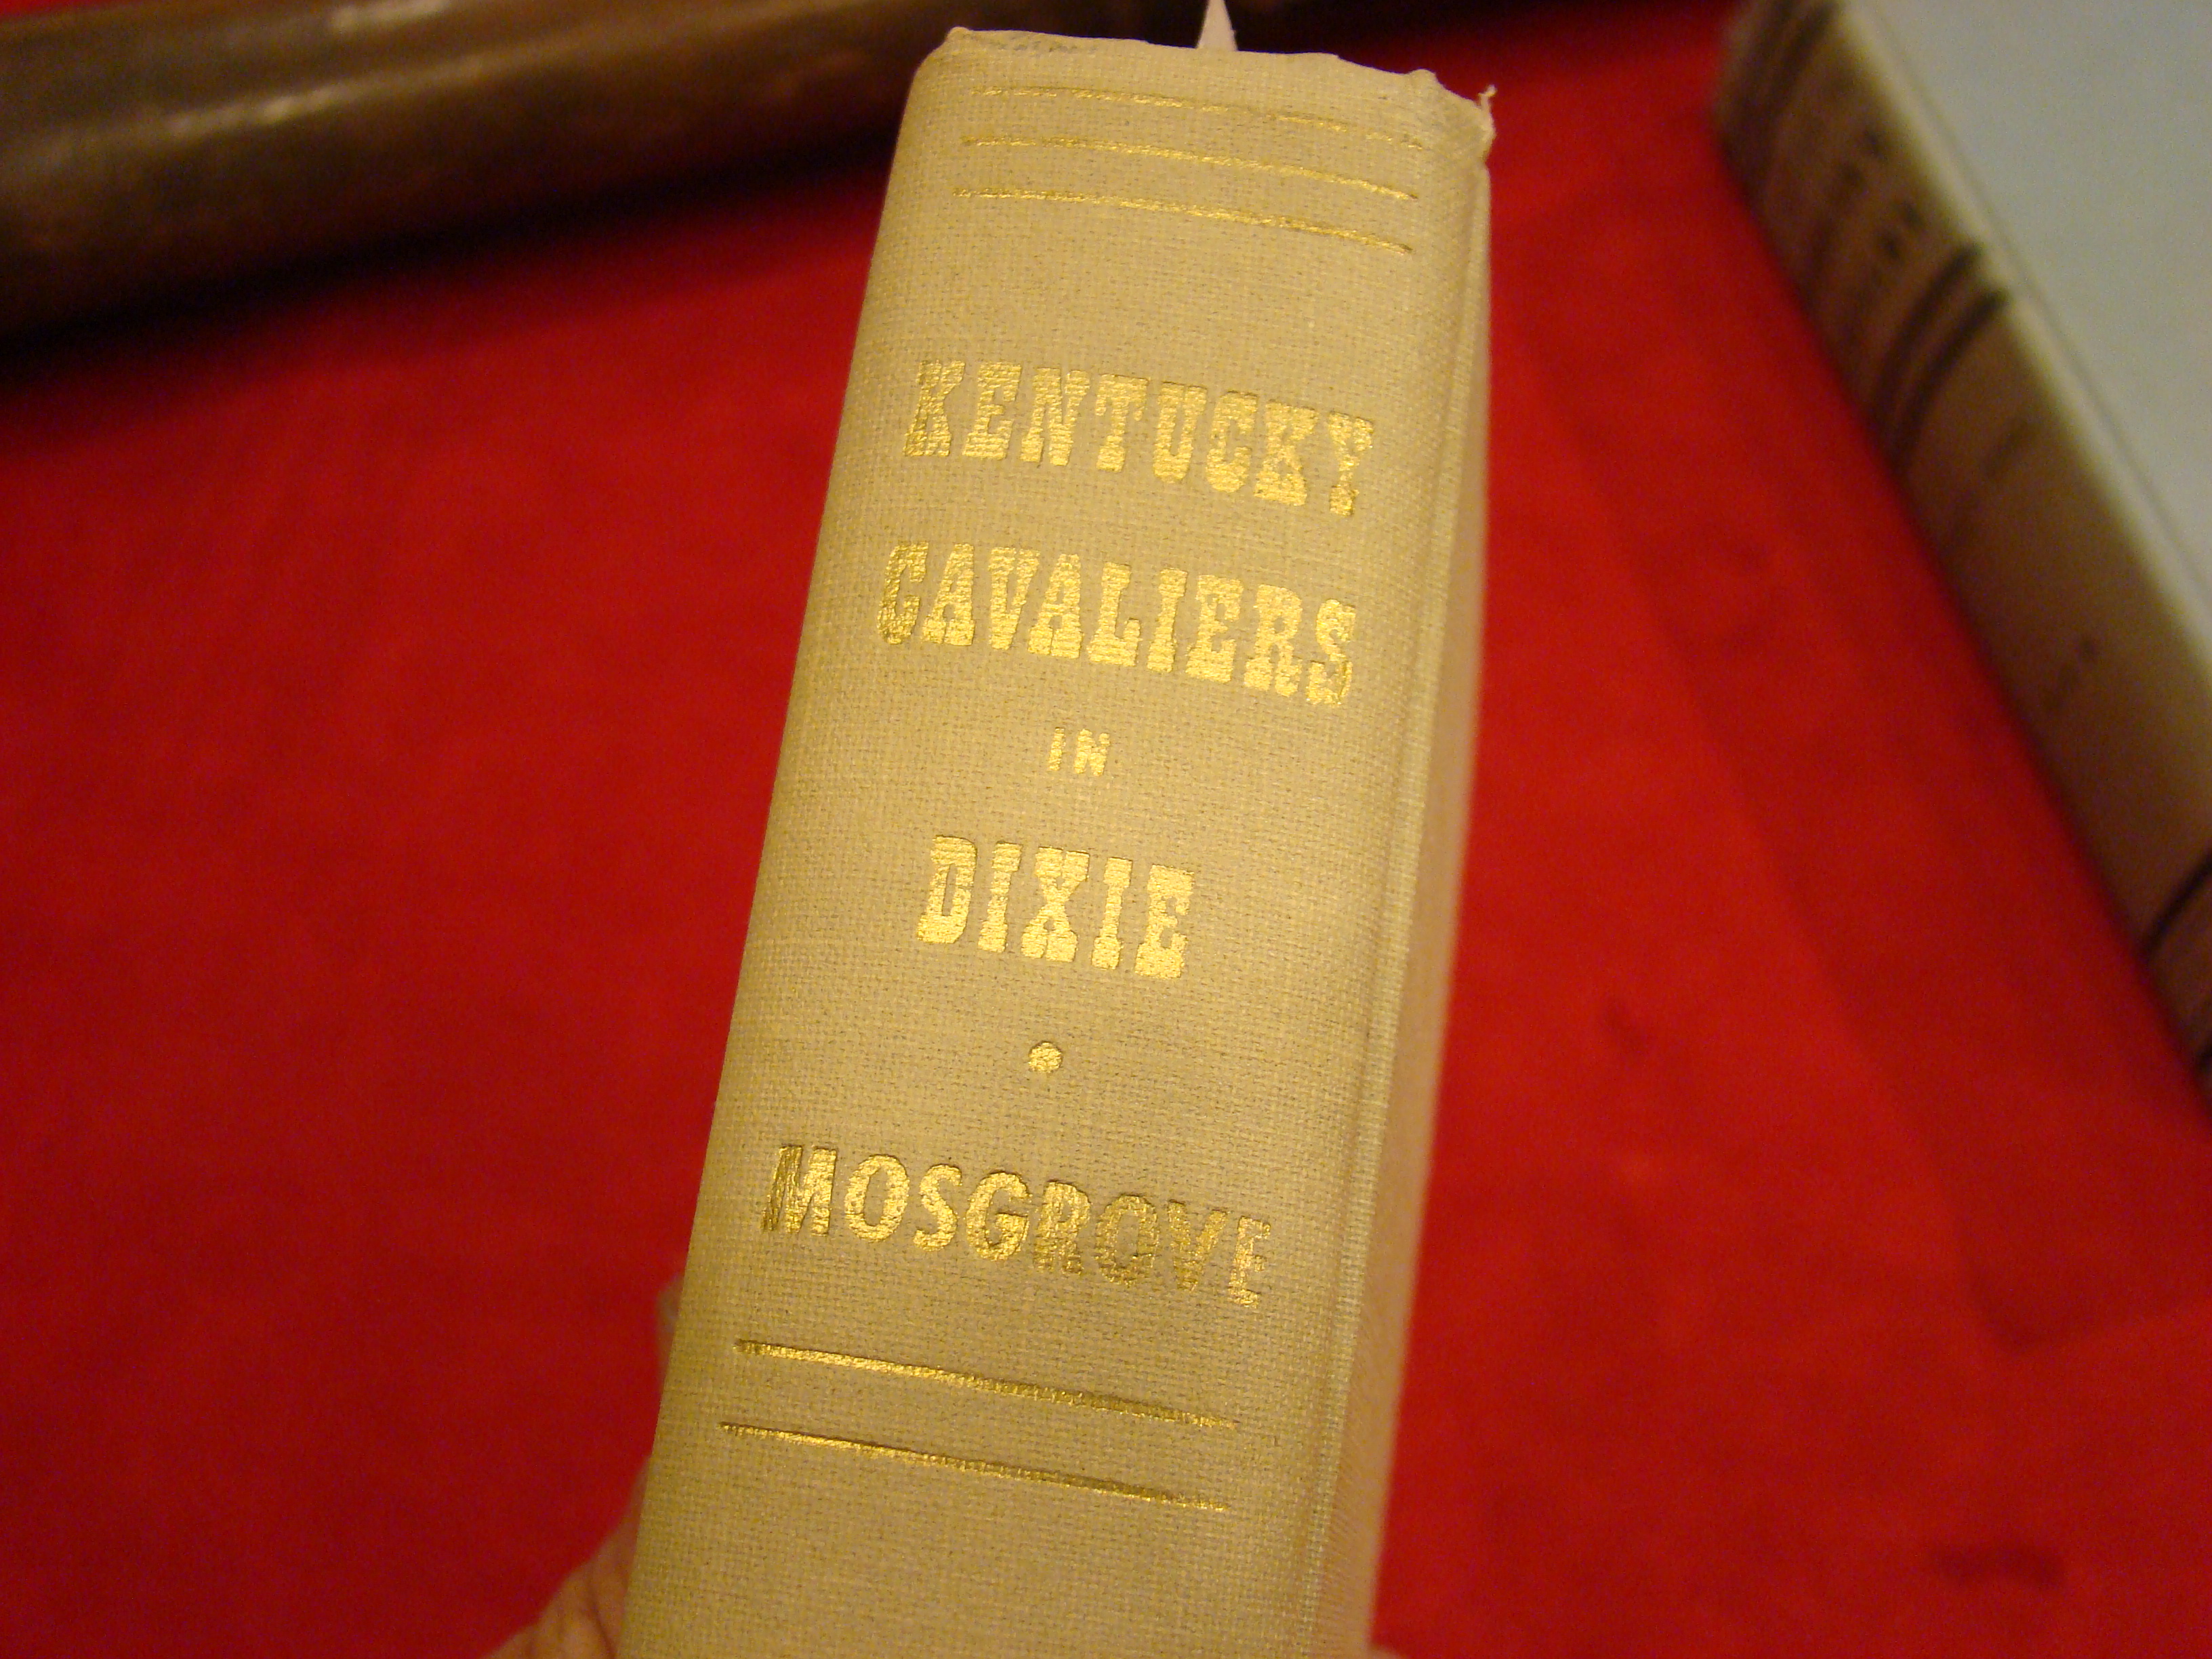 KENTUCKY
CAVALIERS
IN
DIXIE
•
MOSGROVE